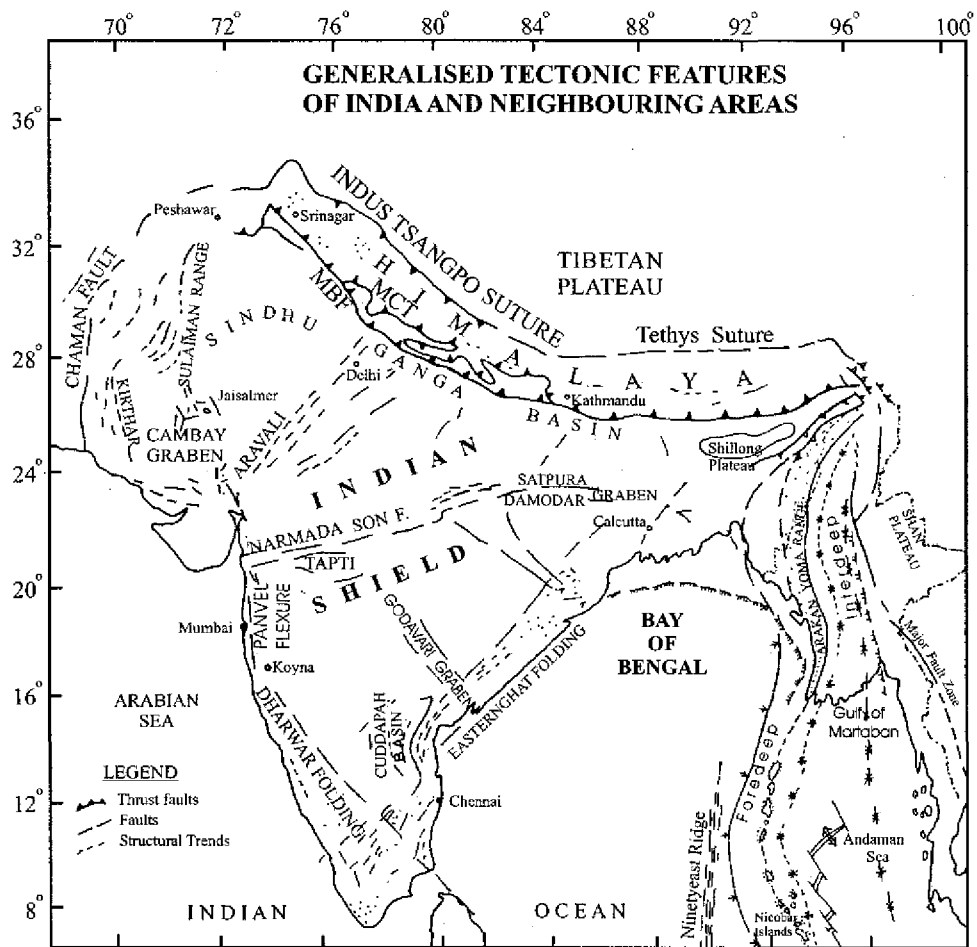 70° 72° 76° 80° 84° 92° 96° 100°
GENERALISED TECTONIC FEATURES
OF INDIA AND NEIGHBOURING AREAS
36°
32°
28°
24°
20°
16°
12°
8°
Peshawar
Srinagar
INDUS TSANGPO SUTURE
TIBETAN
PLATEAU
Tethys Suture
HIMALAYA
MCT
MBF
CHAMAN FAULT
SULAIMAN RANGE
KIRTHAR
SINDHU
GANGA
BASIN
Delhi
Jaisalmer
Kathmandu
CAMBAY
GRABEN
ARAVALI
Shillong
Plateau
INDIAN
SHIELD
SATPURA
DAMODAR GRABEN
Calcutta
NARMADA SON F.
TAPTI
PANVEL
FLEXURE
Mumbai
Koyna
GODAVARI GRABEN
EASTERNGHAT FOLDING
BAY
OF
BENGAL
ARAKAN YOMA RANGE
Interdeep
SHAN
PLATEAU
Major Fault Zone
Gulf of
Martaban
ARABIAN
SEA
DHARWAR FOLDING
CUDDAPAH
BASIN
Chennai
LEGEND
Thrust faults
Faults
Structural Trends
Foredeep
Ninetyeast Ridge
Andaman
Sea
Nicobar
Islands
INDIAN OCEAN